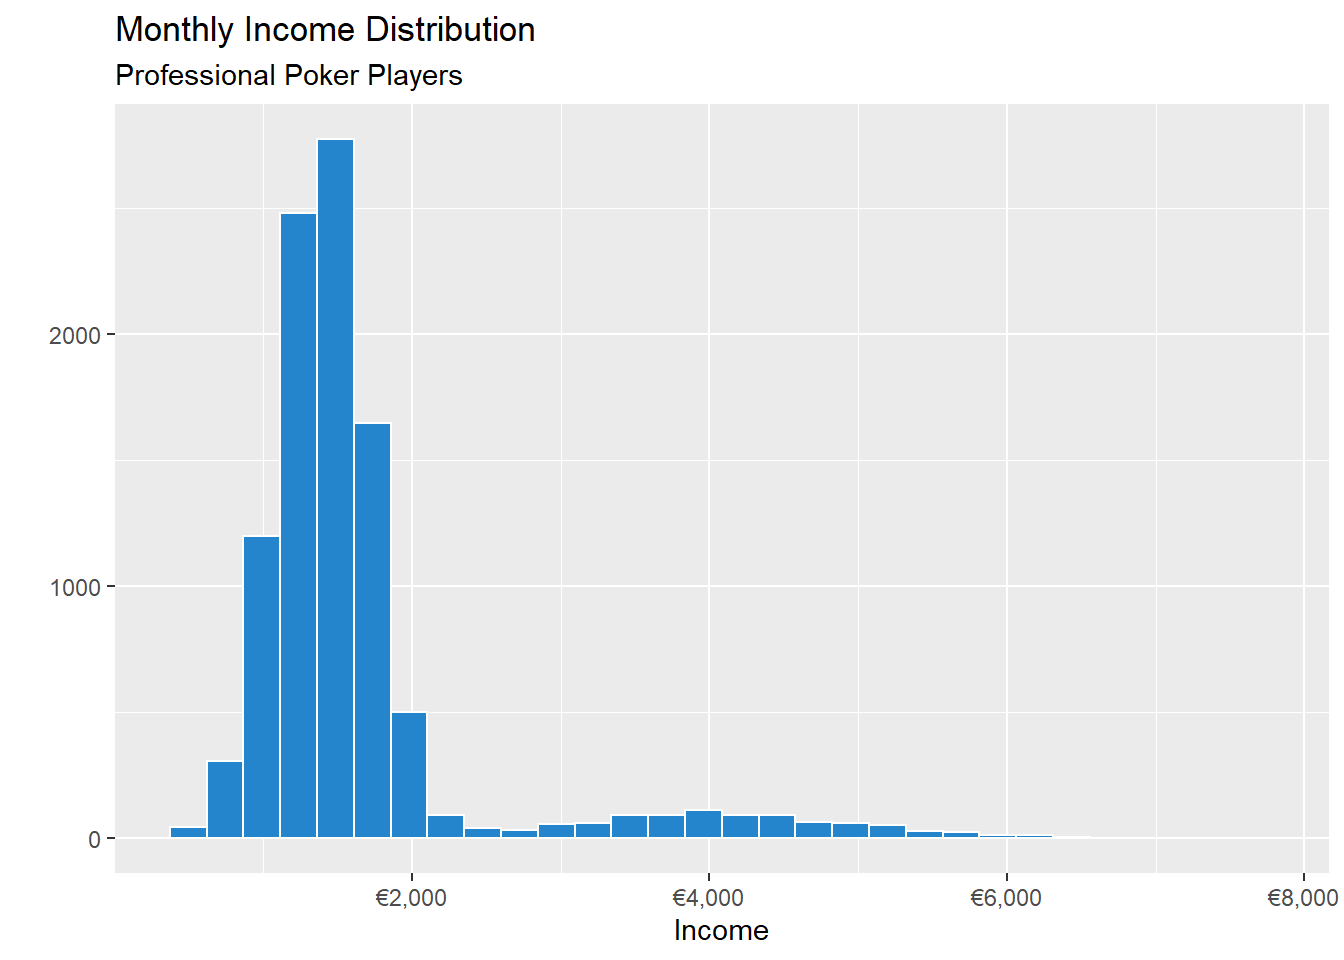 Monthly Income Distribution
Professional Poker Players
2000
1000
0
€2,000 €4,000 €6,000 €8,000
Income